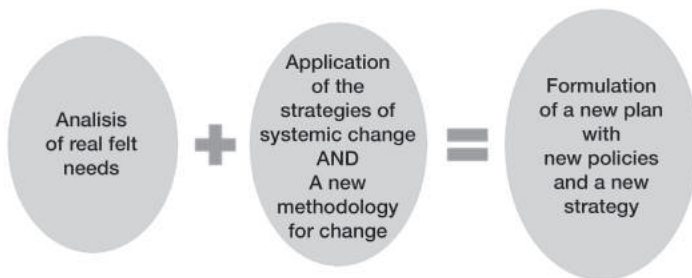 Analisis
of real felt
needs
+
Application
of the
strategies of
systemic change
AND
A new
methodology
for change
=
Formulation
of a new plan
with
new policies
and a new
strategy